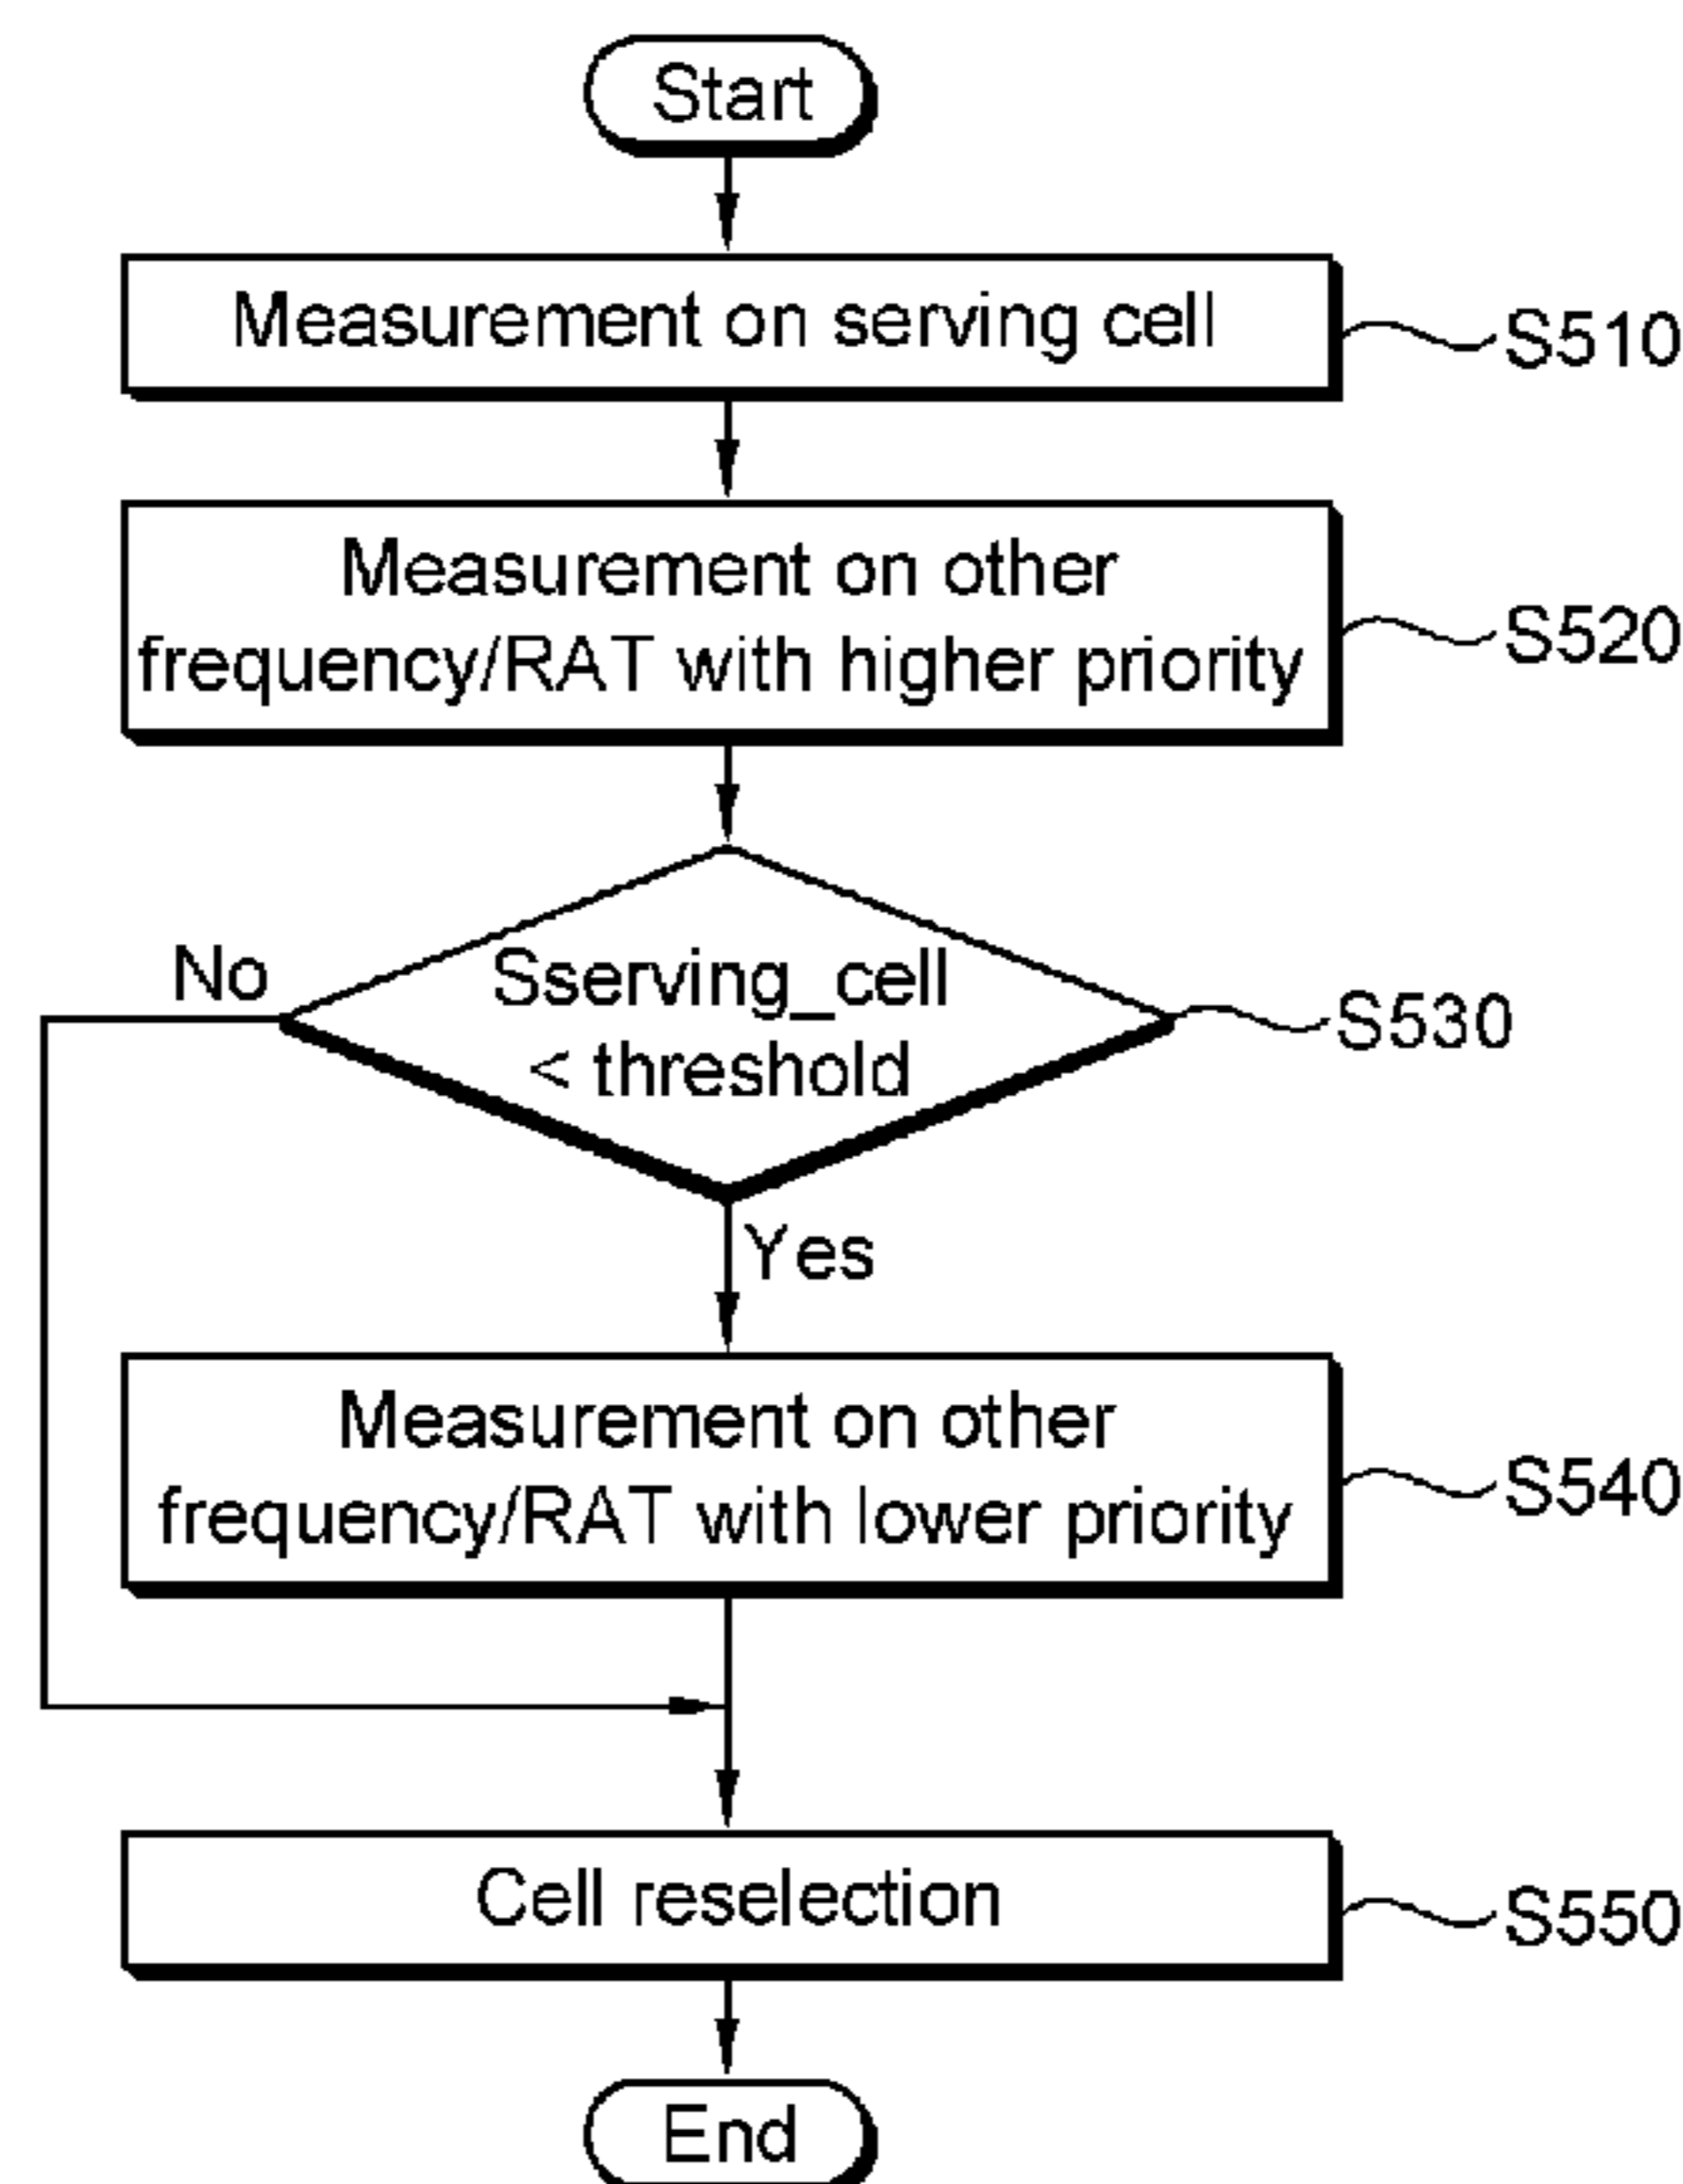 Start
Measurement on serving cell
S510
Measurement on other
frequency/RAT with higher priority
S520
No
Sserving_cell
< threshold
S530
Yes
Measurement on other
frequency/RAT with lower priority
S540
Cell reselection
S550
End